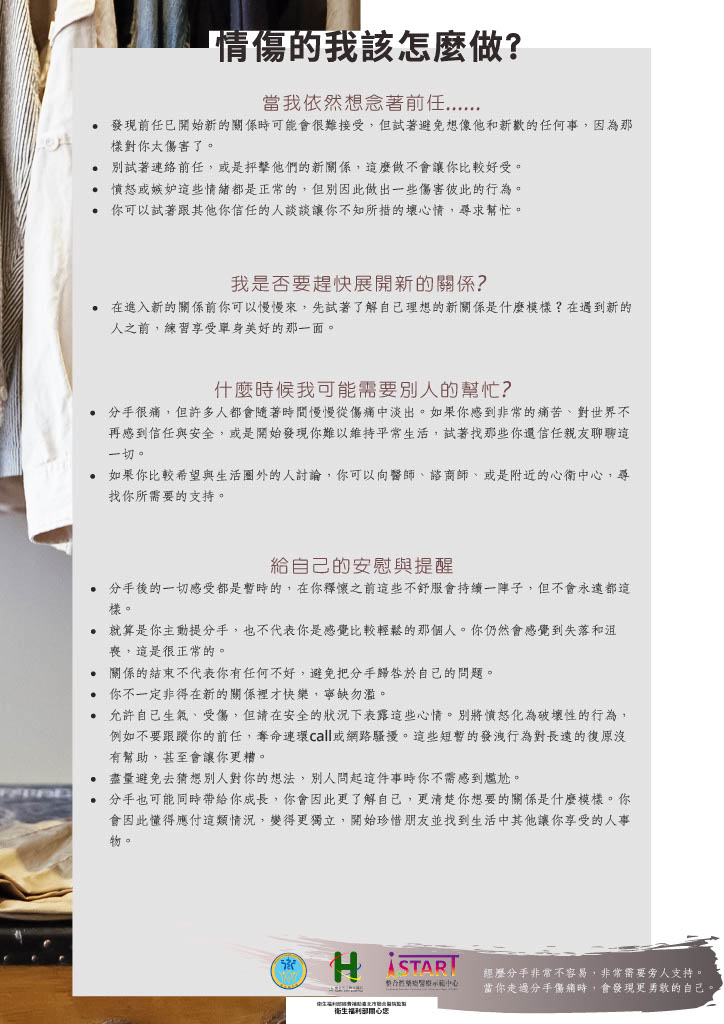 情傷的我該怎麼做?
當我依然想念著前任......
• 發現前任已開始新的關係時可能會很難接受，但試著避免想像他和新歡的任何事，因為那
樣對你太傷害了。
• 別試著連絡前任，或是抨擊他們的新關係，這麼做不會讓你比較好受。
• 憤怒或嫉妒這些情緒都是正常的，但別因此做出一些傷害彼此的行為。
• 你可以試著跟其他你信任的人談談讓你不知所措的壞心情，尋求幫忙。
我是否要趕快展開新的關係?
• 在進入新的關係前你可以慢慢來，先試著了解自己理想的新關係是什麼模樣？在遇到新的
人之前，練習享受單身美好的那一面。
什麼時候我可能需要別人的幫忙?
• 分手很痛，但許多人都會隨著時間慢慢從傷痛中淡出。如果你感到非常的痛苦、對世界不
再感到信任與安全，或是開始發現你難以維持平常生活，試著找那些你還信任親友聊聊這
一切。
• 如果你比較希望與生活圈外的人討論，你可以向醫師、諮商師、或是附近的心衛中心，尋
找你所需要的支持。
給自己的安慰與提醒
• 分手後的一切感受都是暫時的，在你釋懷之前這些不舒服會持續一陣子，但不會永遠都這
樣。
• 就算是你主動提分手，也不代表你是感覺比較輕鬆的那個人。你仍然會感覺到失落和沮
喪，這是很正常的。
• 關係的結束不代表你有任何不好，避免把分手歸咎於自己的問題。
• 你不一定非得在新的關係裡才快樂，寧缺勿濫。
• 允許自己生氣、受傷，但請在安全的狀況下表露這些心情。別將憤怒化為破壞性的行為，
例如不要跟蹤你的前任，奪命連環call或網路騷擾。這些短暫的發洩行為對長遠的復原沒
有幫助，甚至會讓你更糟。
• 盡量避免去猜想別人對你的想法，別人問起這件事時你不需感到尷尬。
• 分手也可能同時帶給你成長，你會因此更了解自己，更清楚你想要的關係是什麼模樣。你
會因此懂得應付這類情況，變得更獨立，開始珍惜朋友並找到生活中其他讓你享受的人事
物。
iSTART
整合性藥癮醫療示範中心
經歷分手非常不容易，非常需要旁人支持。
當你走過分手傷痛時，會發現更勇敢的自己。
衛生福利部經費補助臺北市聯合醫院監製
衛生福利部關心您